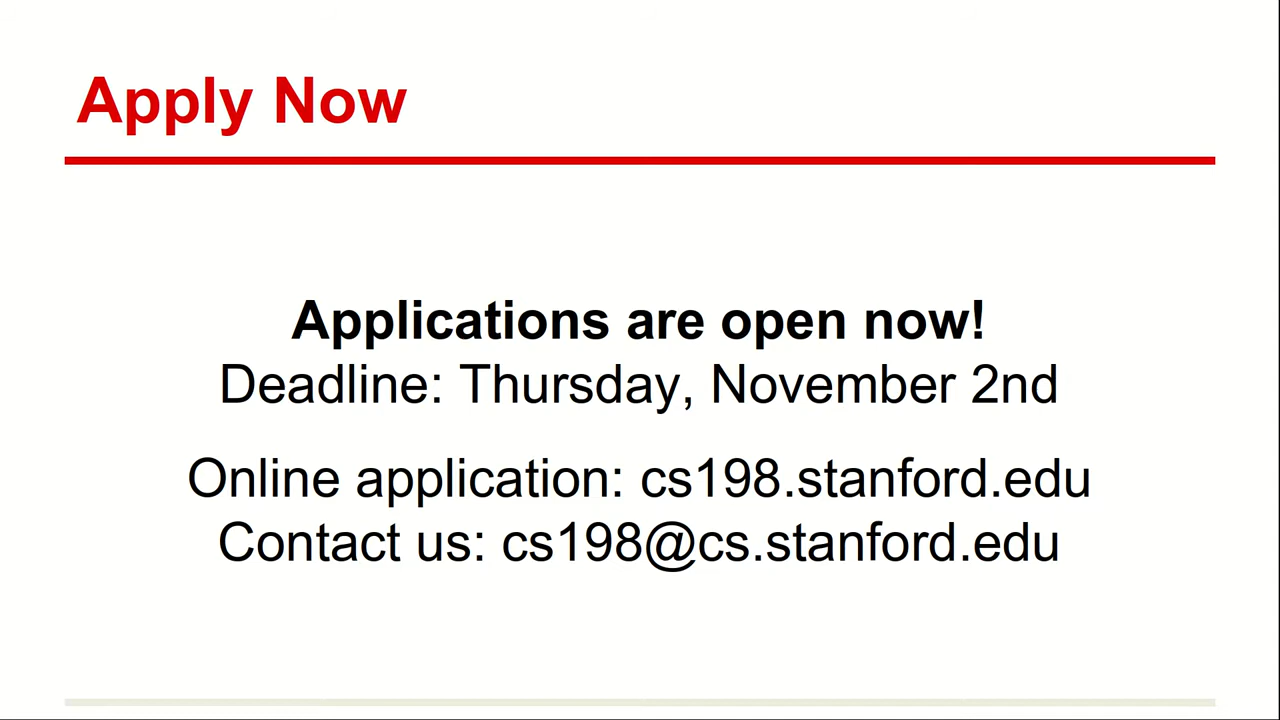 Apply Now
Applications are open now!
Deadline: Thursday, November 2nd
Online application: cs198.stanford.edu
Contact us: cs198@cs.stanford.edu